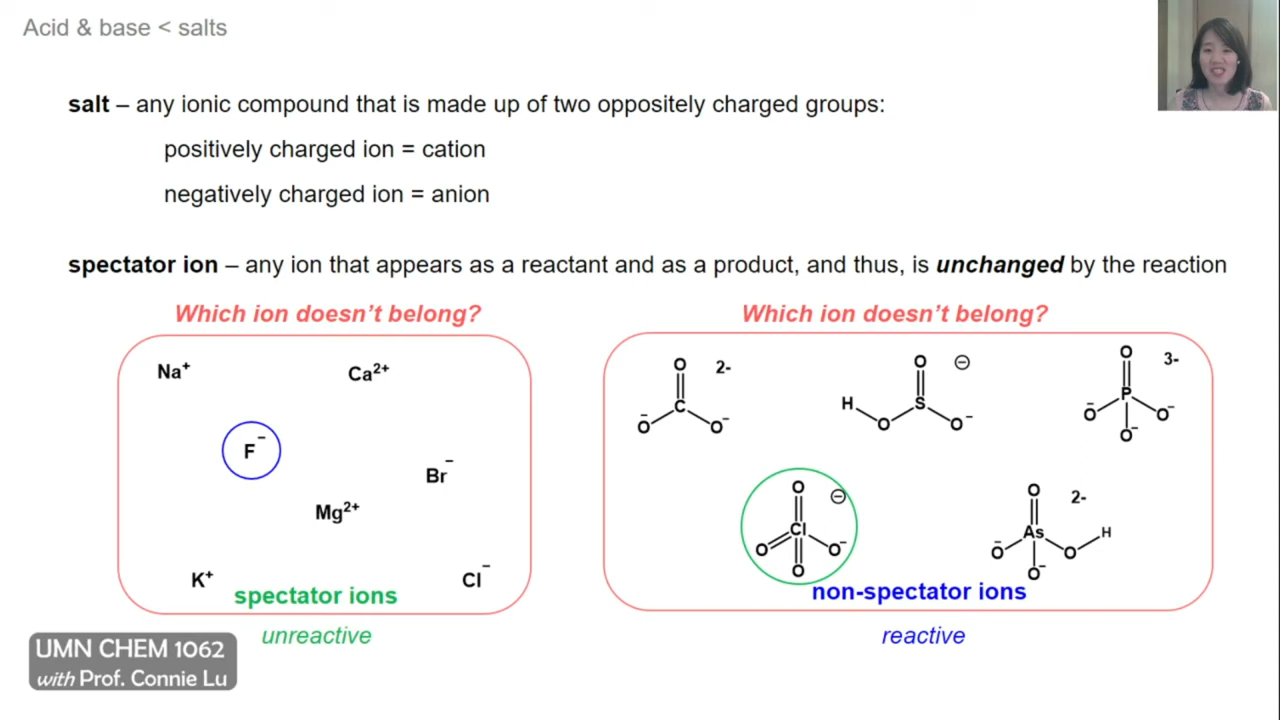 Acid & base < salts
salt – any ionic compound that is made up of two oppositely charged groups:
positively charged ion = cation
negatively charged ion = anion
spectator ion – any ion that appears as a reactant and as a product, and thus, is unchanged by the reaction
Which ion doesn't belong?
Na⁺ Ca²⁺
F⁻
Br⁻
Mg²⁺
K⁺ Cl⁻
spectator ions
unreactive
Which ion doesn't belong?
O 2-
C
⁻O O⁻
O ⊖
H S
O O⁻
O 3-
P
⁻O O⁻
O⁻
O ⊖
Cl
O O⁻
O
O 2-
As H
⁻O O
O⁻
non-spectator ions
reactive
UMN CHEM 1062
with Prof. Connie Lu